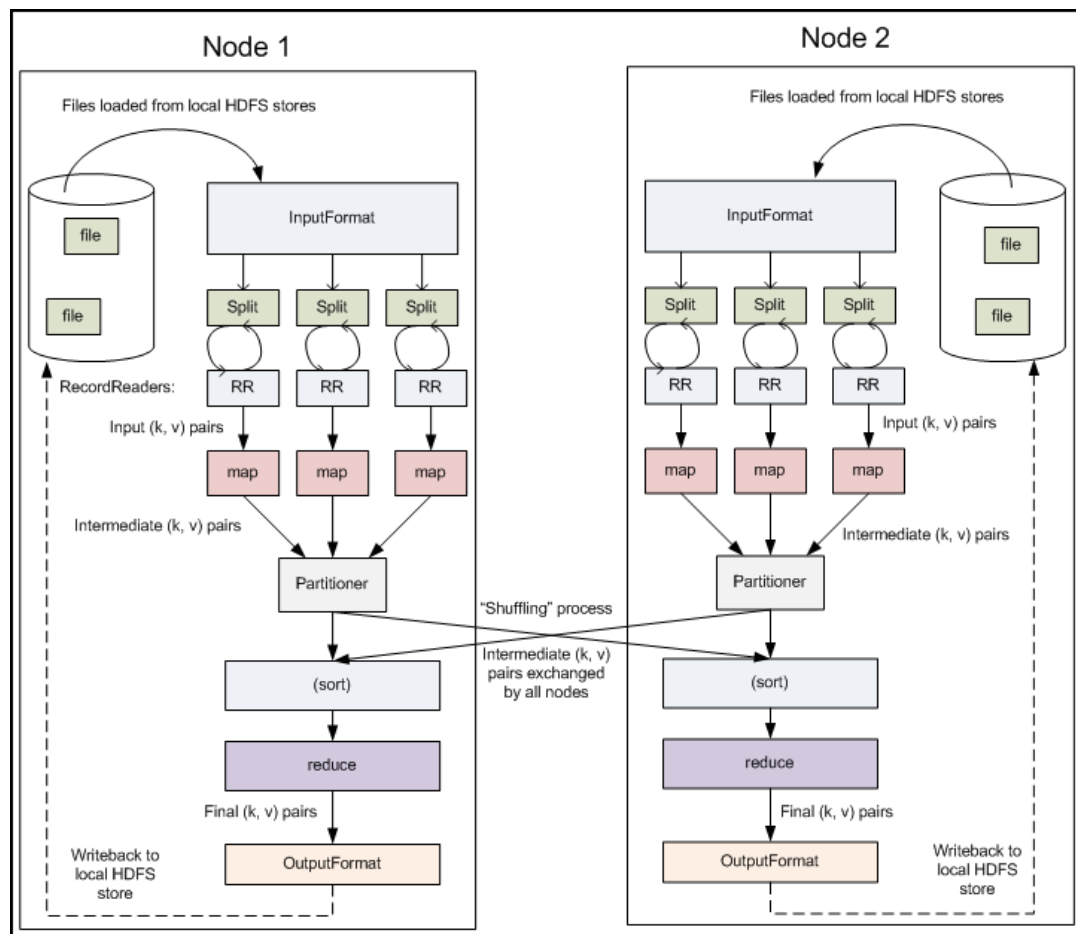 Node 1
Files loaded from local HDFS stores
file
file
InputFormat
Split
Split
Split
RecordReaders:
RR
RR
RR
Input (k, v) pairs
map
map
map
Intermediate (k, v) pairs
Partitioner
(sort)
reduce
Final (k, v) pairs
OutputFormat
Writeback to
local HDFS
store
"Shuffling" process
Intermediate (k, v)
pairs exchanged
by all nodes
Node 2
Files loaded from local HDFS stores
InputFormat
file
file
Split
Split
Split
RR
RR
RR
Input (k, v) pairs
map
map
map
Intermediate (k, v) pairs
Partitioner
(sort)
reduce
Final (k, v) pairs
OutputFormat
Writeback to
local HDFS
store